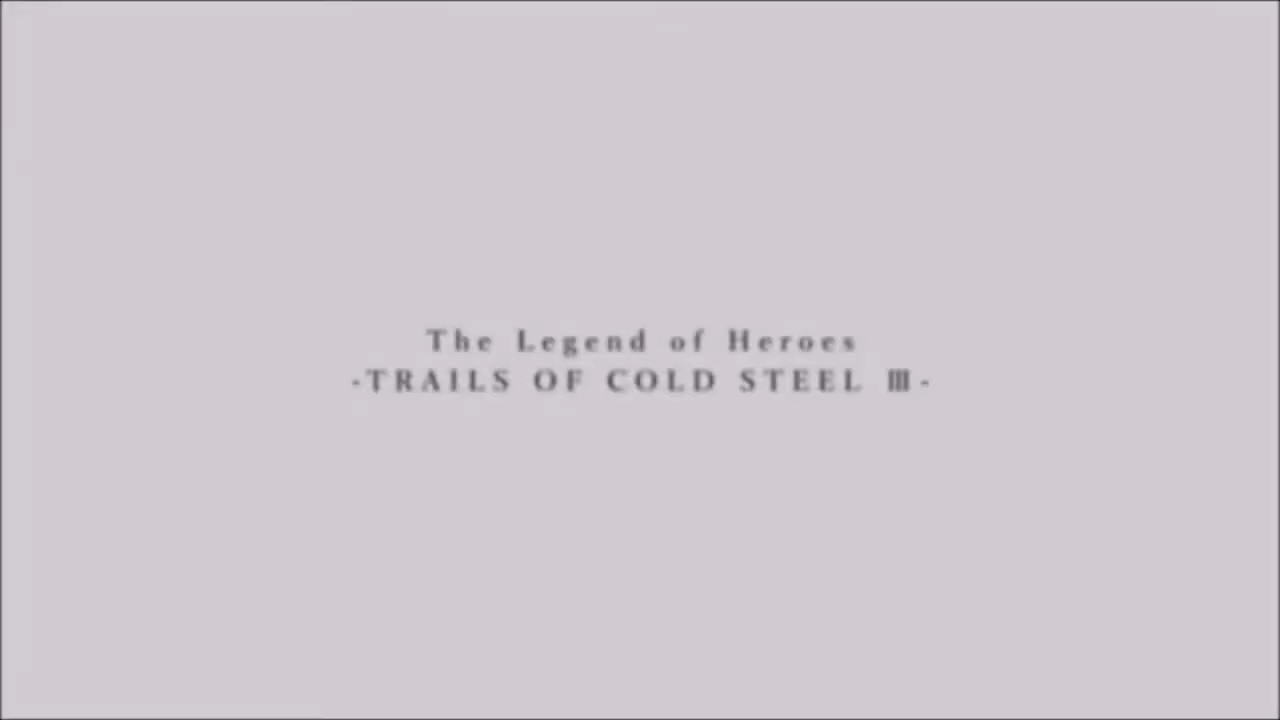 The Legend of Heroes
-TRAILS OF COLD STEEL Ⅲ-